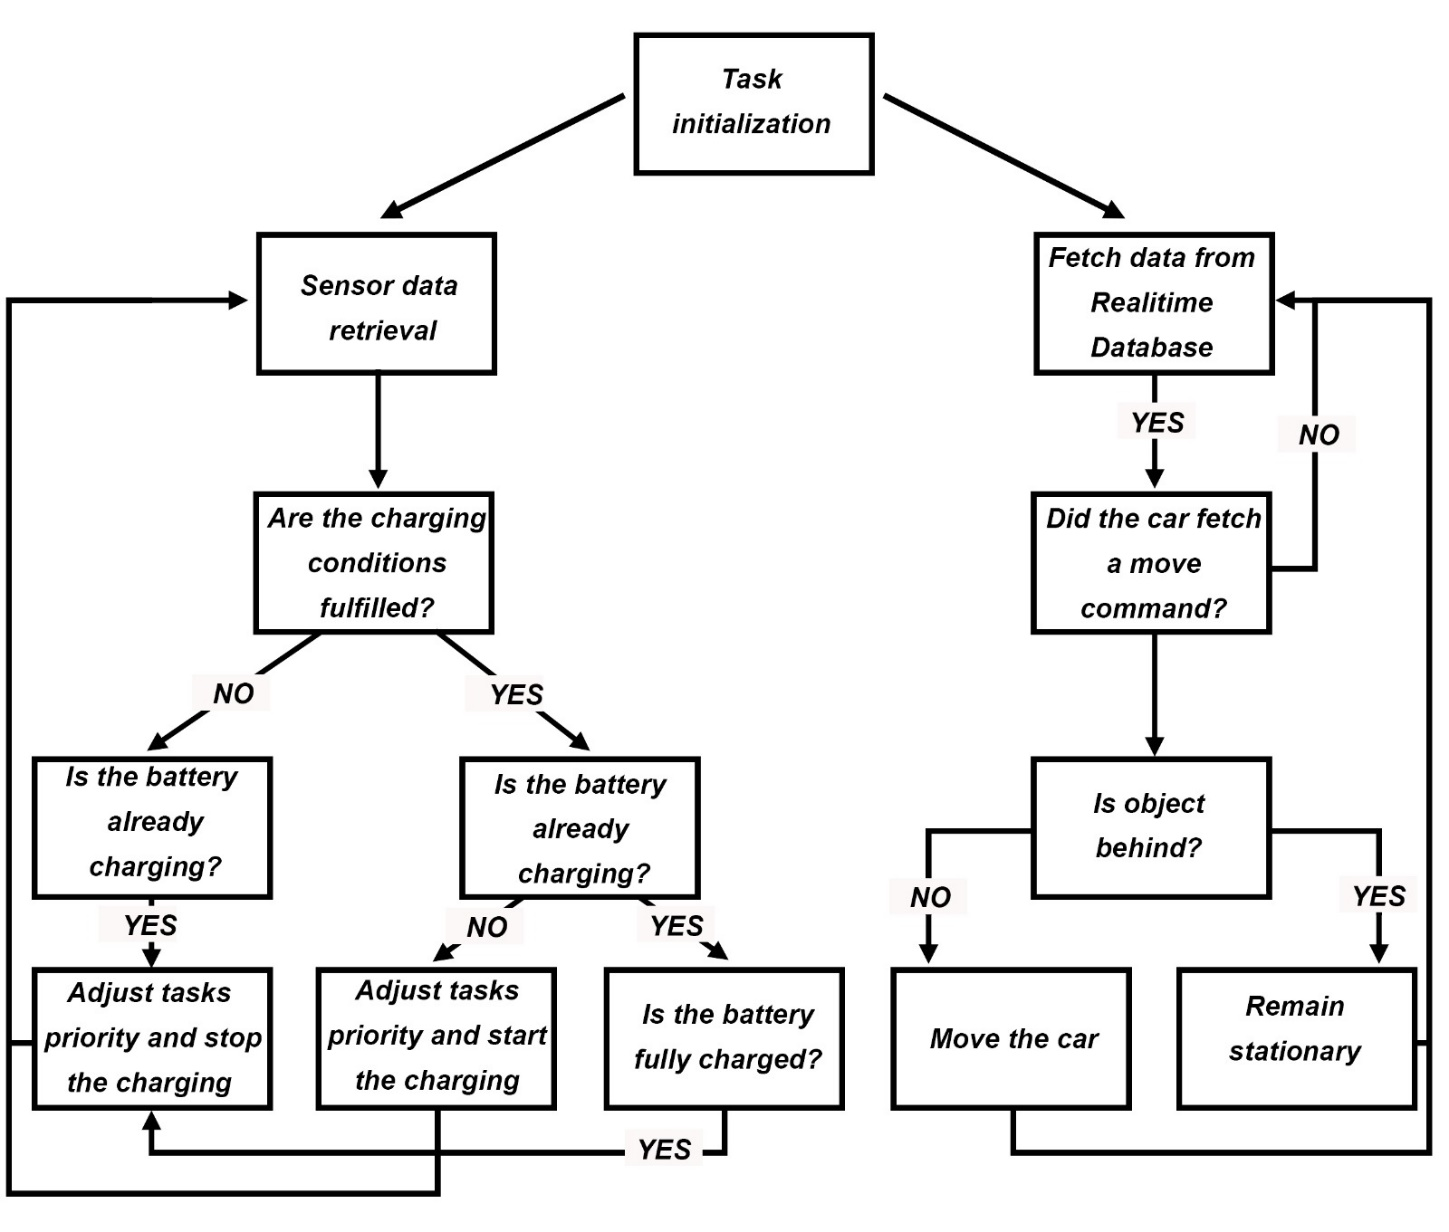 Task
initialization
Sensor data
retrieval
Fetch data from
Realitime
Database
YES
NO
Are the charging
conditions
fulfilled?
Did the car fetch
a move
command?
NO
YES
Is the battery
already
charging?
Is the battery
already
charging?
Is object
behind?
YES
NO
YES
NO
YES
Adjust tasks
priority and stop
the charging
Adjust tasks
priority and start
the charging
Is the battery
fully charged?
Move the car
Remain
stationary
YES